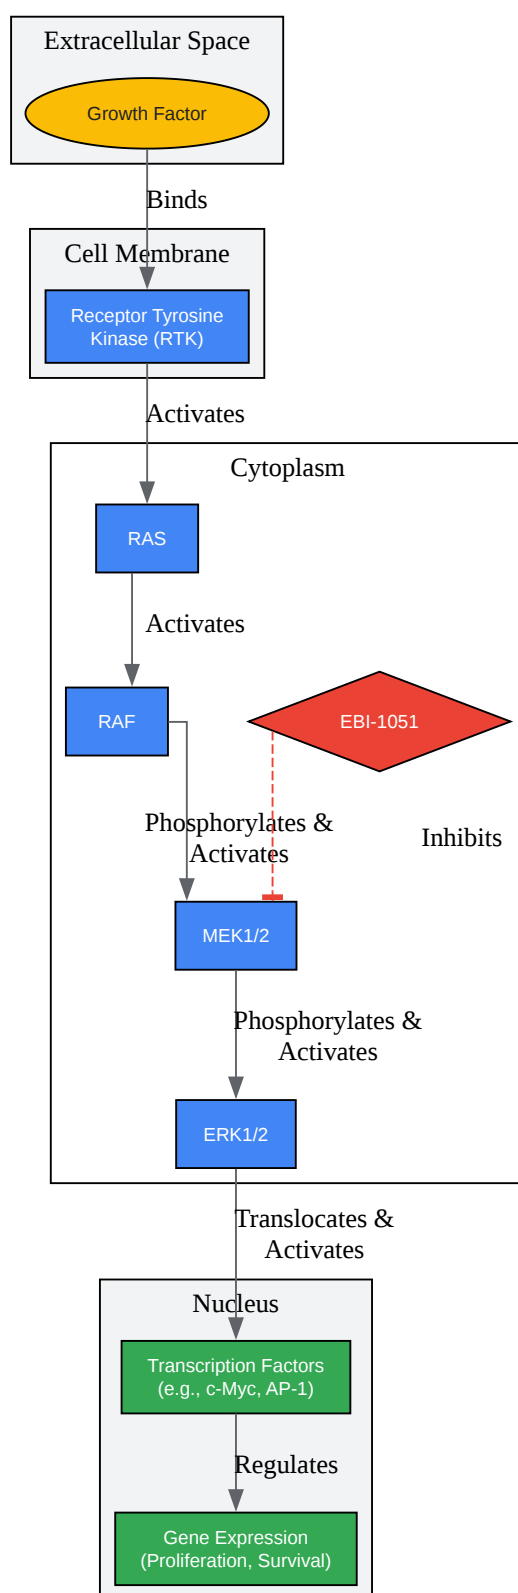 Extracellular Space
Growth Factor
Binds
Cell Membrane
Receptor Tyrosine
Kinase (RTK)
Activates
Cytoplasm
RAS
Activates
RAF
EBI-1051
Phosphorylates &
Activates
Inhibits
MEK1/2
Phosphorylates &
Activates
ERK1/2
Translocates &
Activates
Nucleus
Transcription Factors
(e.g., c-Myc, AP-1)
Regulates
Gene Expression
(Proliferation, Survival)